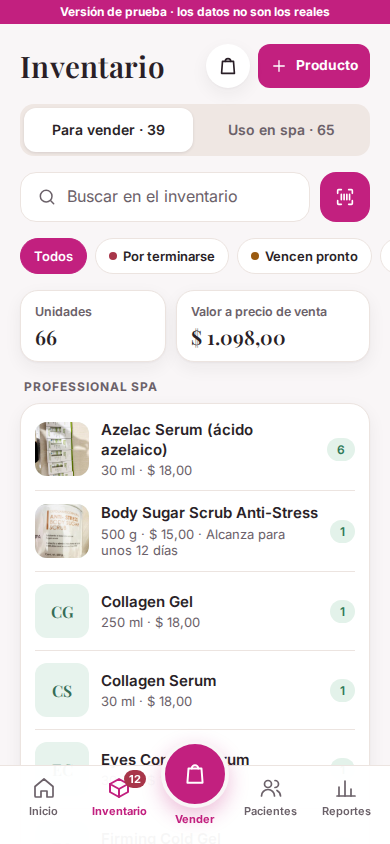 Versión de prueba · los datos no son los reales
Inventario
Producto
Para vender · 39
Uso en spa · 65
Buscar en el inventario
Todos
Por terminarse
Vencen pronto
Unidades
66
Valor a precio de venta
$ 1.098,00
PROFESSIONAL SPA
Azelac Serum (ácido
azelaico)
30 ml · $ 18,00
6
Body Sugar Scrub Anti-Stress
500 g · $ 15,00 · Alcanza para
unos 12 días
1
CG
Collagen Gel
250 ml · $ 18,00
1
CS
Collagen Serum
30 ml · $ 18,00
1
Eyes
12
Inicio
Inventario
Vender
Pacientes
Reportes
Firming Cold Gel